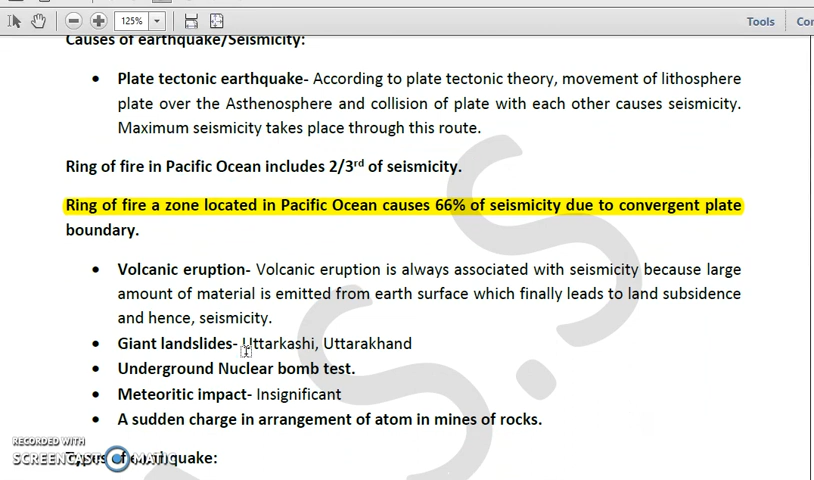 125%
Tools
Con
Causes of earthquake/Seismicity:
• Plate tectonic earthquake- According to plate tectonic theory, movement of lithosphere
plate over the Asthenosphere and collision of plate with each other causes seismicity.
Maximum seismicity takes place through this route.
Ring of fire in Pacific Ocean includes 2/3rd of seismicity.
Ring of fire a zone located in Pacific Ocean causes 66% of seismicity due to convergent plate
boundary.
• Volcanic eruption- Volcanic eruption is always associated with seismicity because large
amount of material is emitted from earth surface which finally leads to land subsidence
and hence, seismicity.
• Giant landslides- Uttarkashi, Uttarakhand
• Underground Nuclear bomb test.
• Meteoritic impact- Insignificant
• A sudden charge in arrangement of atom in mines of rocks.
RECORDED WITH
SCREENCAST MATIC
Types of earthquake: